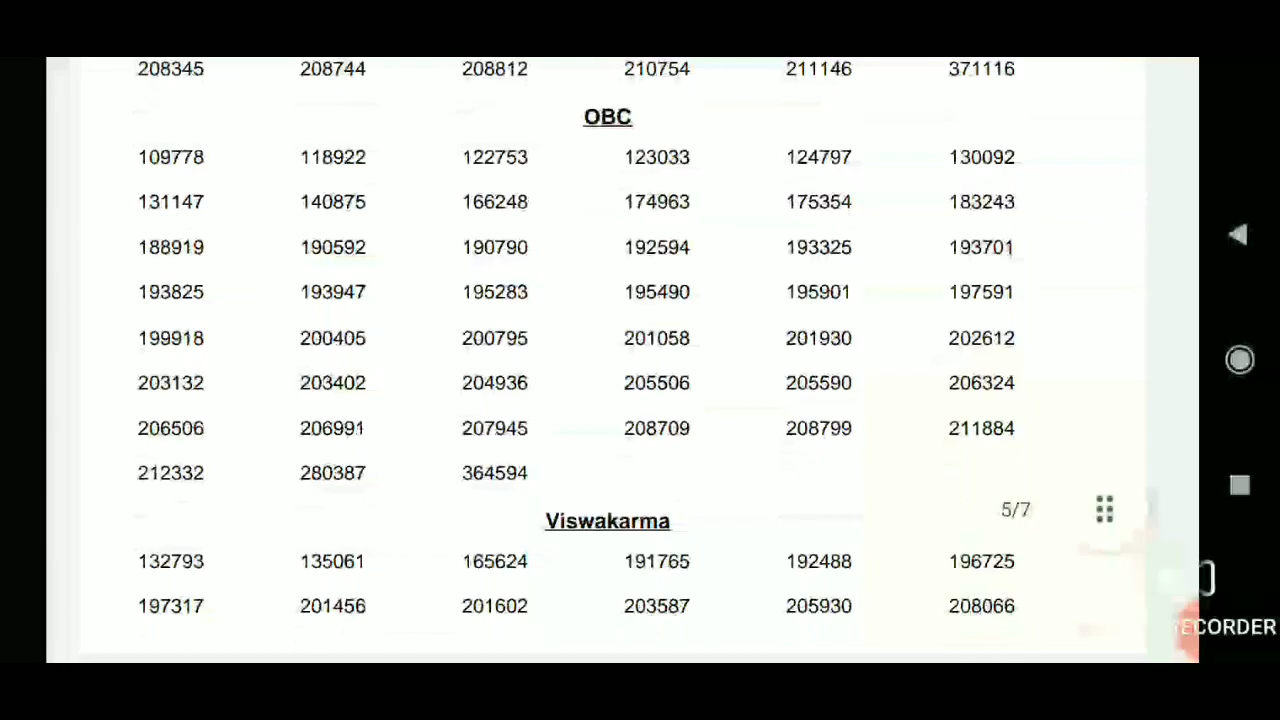 208345 208744 208812 210754 211146 371116
OBC
109778 118922 122753 123033 124797 130092
131147 140875 166248 174963 175354 183243
188919 190592 190790 192594 193325 193701
193825 193947 195283 195490 195901 197591
199918 200405 200795 201058 201930 202612
203132 203402 204936 205506 205590 206324
206506 206991 207945 208709 208799 211884
212332 280387 364594
5/7
Viswakarma
132793 135061 165624 191765 192488 196725
197317 201456 201602 203587 205930 208066
ECORDER